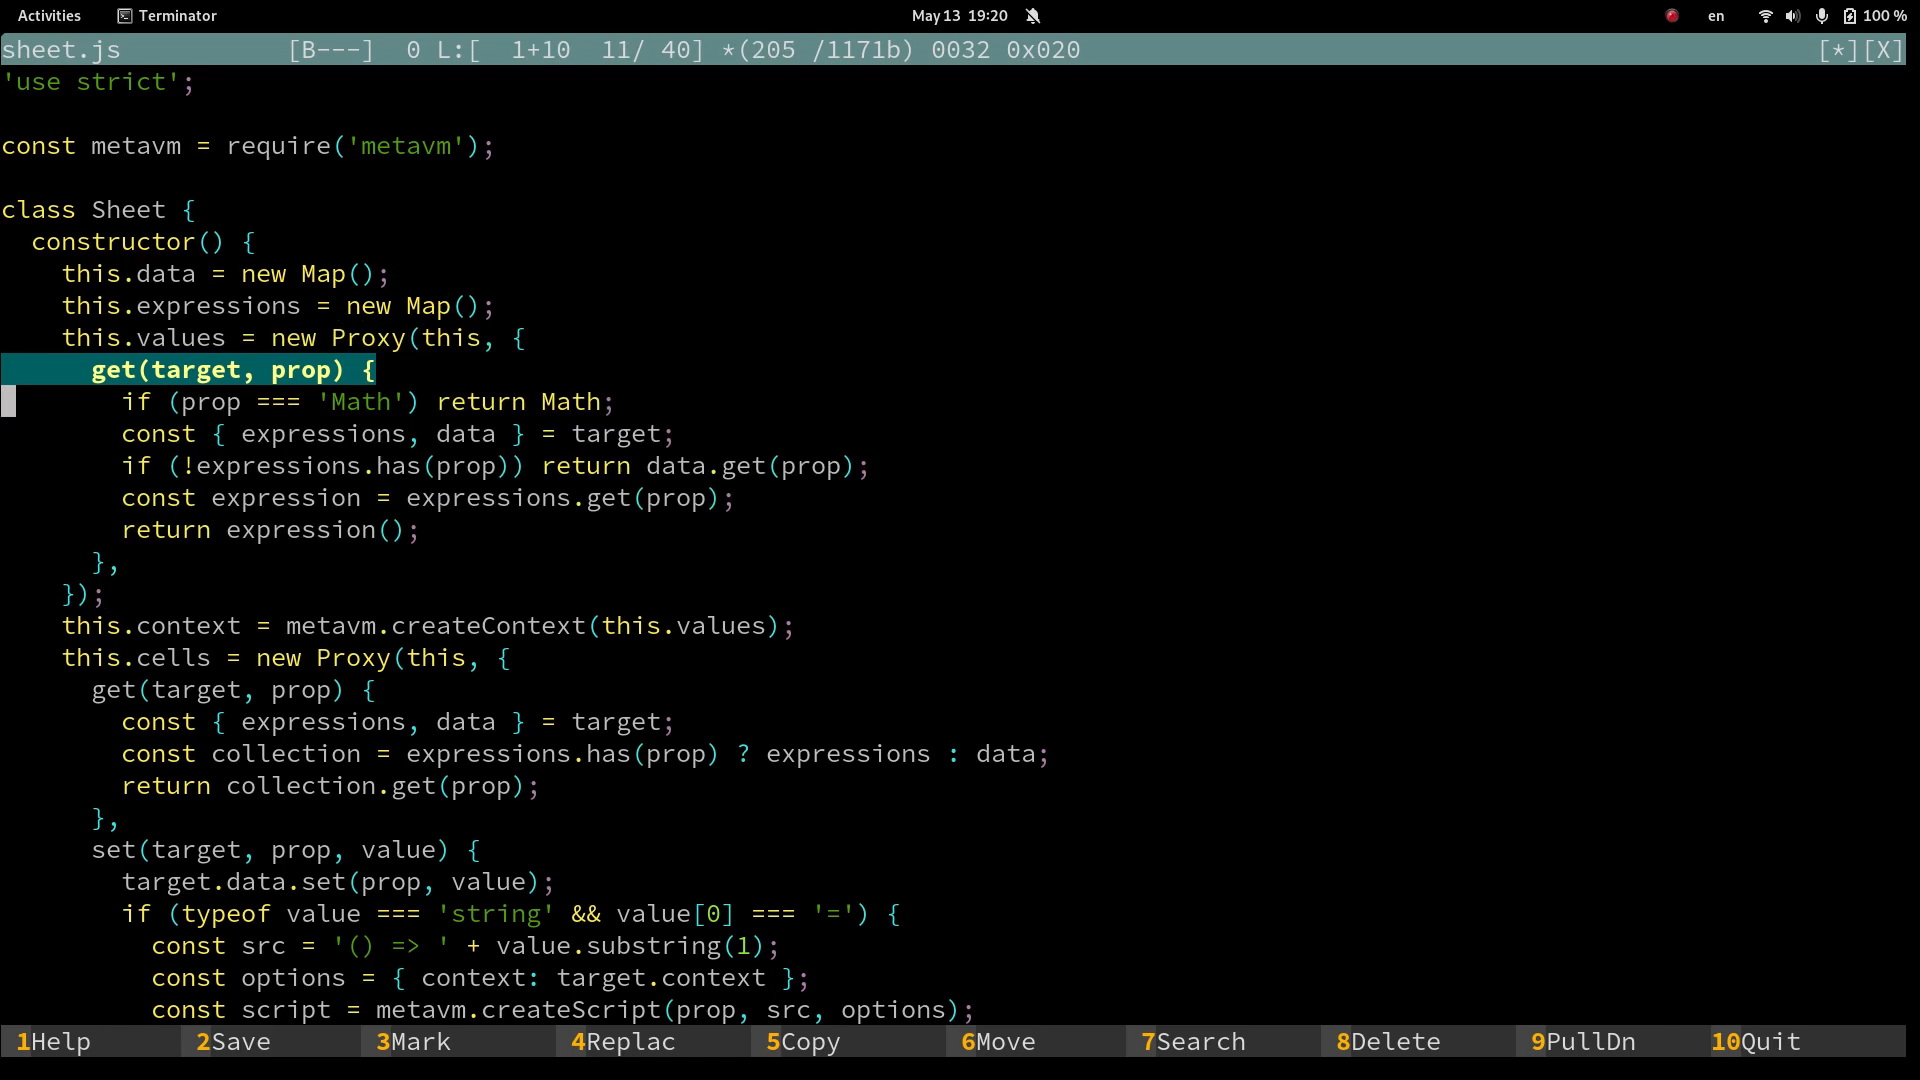 Activities Terminator May 13 19:20 en 100 %
sheet.js [B---] 0 L:[ 1+10 11/ 40] *(205 /1171b) 0032 0x020 [*][X]
'use strict';
const metavm = require('metavm');
class Sheet {
  constructor() {
    this.data = new Map();
    this.expressions = new Map();
    this.values = new Proxy(this, {
      get(target, prop) {
        if (prop === 'Math') return Math;
        const { expressions, data } = target;
        if (!expressions.has(prop)) return data.get(prop);
        const expression = expressions.get(prop);
        return expression();
      },
    });
    this.context = metavm.createContext(this.values);
    this.cells = new Proxy(this, {
      get(target, prop) {
        const { expressions, data } = target;
        const collection = expressions.has(prop) ? expressions : data;
        return collection.get(prop);
      },
      set(target, prop, value) {
        target.data.set(prop, value);
        if (typeof value === 'string' && value[0] === '=') {
          const src = '() => ' + value.substring(1);
          const options = { context: target.context };
          const script = metavm.createScript(prop, src, options);
1Help 2Save 3Mark 4Replac 5Copy 6Move 7Search 8Delete 9PullDn 10Quit